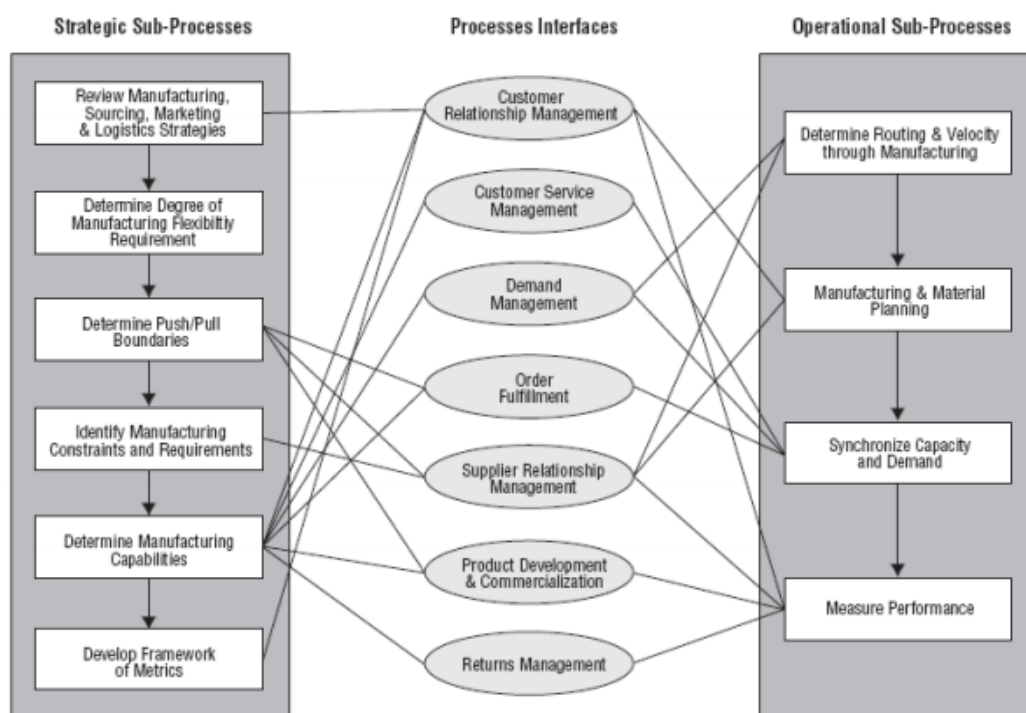 Strategic Sub-Processes
Processes Interfaces
Operational Sub-Processes
Review Manufacturing,
Sourcing, Marketing
& Logistics Strategies
Determine Degree of
Manufacturing Flexibiltiy
Requirement
Determine Push/Pull
Boundaries
Identify Manufacturing
Constraints and Requirements
Determine Manufacturing
Capabilities
Develop Framework
of Metrics
Customer
Relationship Management
Customer Service
Management
Demand
Management
Order
Fulfillment
Supplier Relationship
Management
Product Development
& Commercialization
Returns Management
Determine Routing & Velocity
through Manufacturing
Manufacturing & Material
Planning
Synchronize Capacity
and Demand
Measure Performance